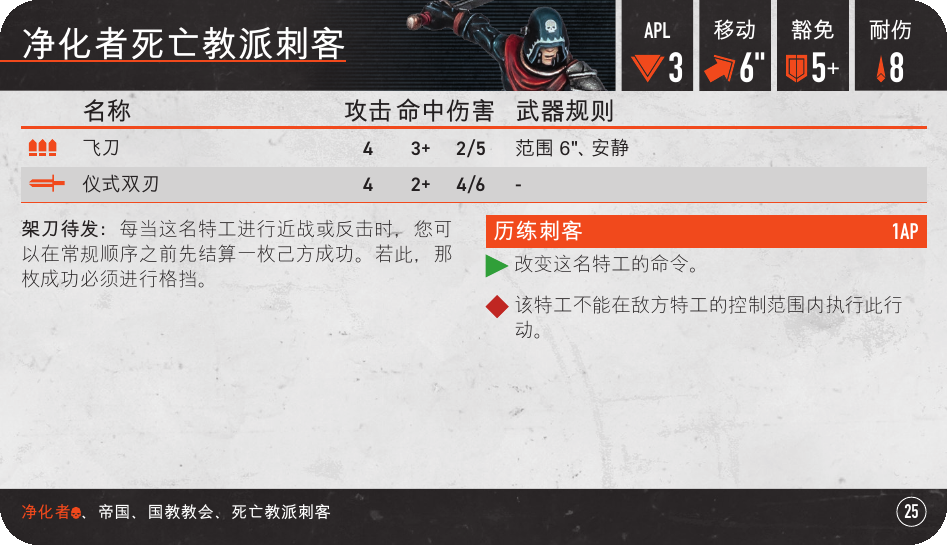 净化者死亡教派刺客
APL 移动 豁免 耐伤
3 6" 5+ 8
名称 攻击 命中 伤害 武器规则
飞刀 4 3+ 2/5 范围 6"、安静
仪式双刃 4 2+ 4/6 -
架刀待发：每当这名特工进行近战或反击时，您可
以在常规顺序之前先结算一枚己方成功。若此，那
枚成功必须进行格挡。
历练刺客 1AP
改变这名特工的命令。
该特工不能在敌方特工的控制范围内执行此行
动。
净化者、帝国、国教教会、死亡教派刺客
25